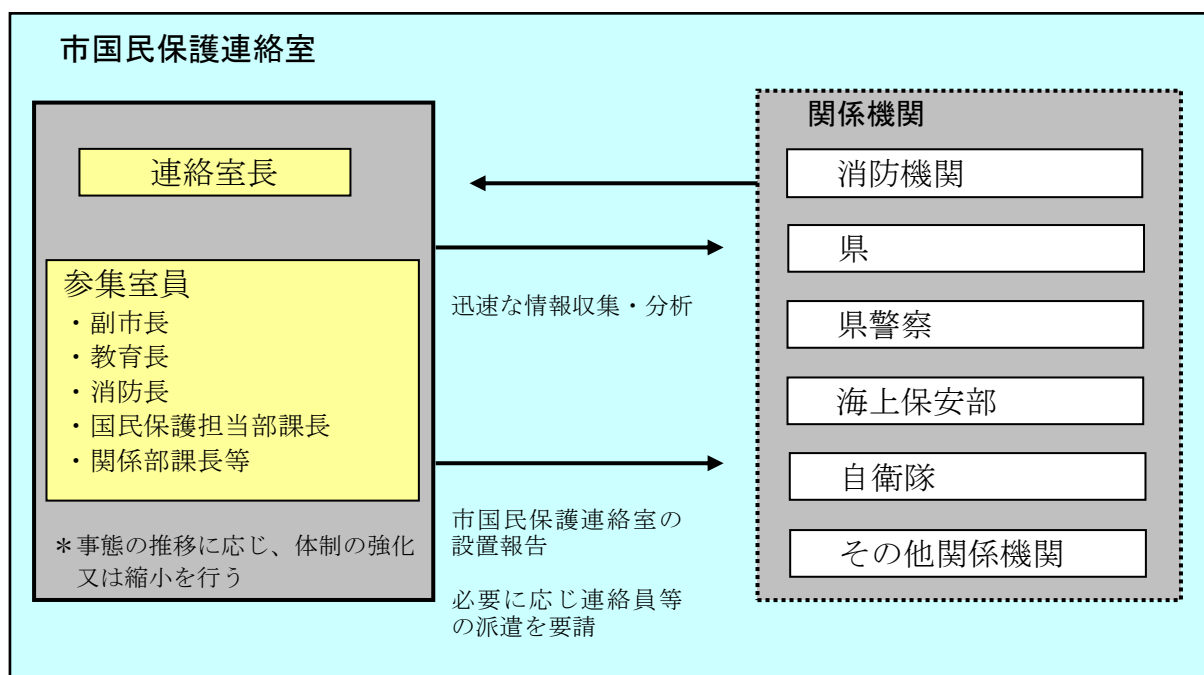 市国民保護連絡室
連絡室長
参集室員
・副市長
・教育長
・消防長
・国民保護担当部課長
・関係部課長等
＊事態の推移に応じ、体制の強化
又は縮小を行う
迅速な情報収集・分析
市国民保護連絡室の
設置報告
必要に応じ連絡員等
の派遣を要請
関係機関
消防機関
県
県警察
海上保安部
自衛隊
その他関係機関